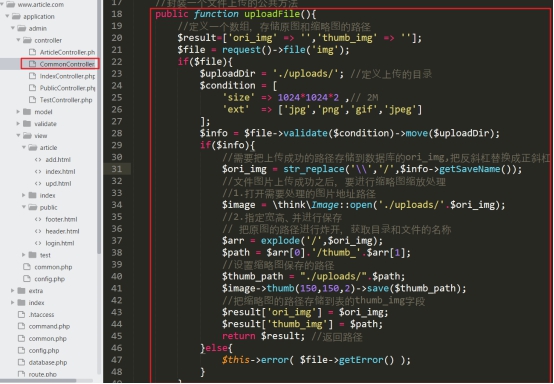 www.article.com
application
admin
controller
ArticleController.ph
CommonController
IndexController.php
PublicController.php
TestController.php
model
validate
view
article
add.html
index.html
upd.html
index
public
footer.html
header.html
login.html
test
common.php
config.php
extra
index
.htaccess
command.php
common.php
config.php
database.php
route.php
17 //封装一个文件上传的公共方法
18 public function uploadFile(){
19 //定义一个数组，存储原图和缩略图的路径
20 $result=['ori_img' => '','thumb_img' => ''];
21 $file = request()->file('img');
22 if($file){
23 $uploadDir = './uploads/'; //定义上传的目录
24 $condition = [
25 'size' => 1024*1024*2 ,// 2M
26 'ext' => ['jpg','png','gif','jpeg']
27 ];
28 $info = $file->validate($condition)->move($uploadDir);
29 if($info){
30 //需要把上传成功的路径存储到数据库的ori_img,把反斜杠替换成正斜杠
31 $ori_img = str_replace('\\','/',$info->getSaveName());
32 //文件图片上传成功之后，要进行缩略图缩放处理
33 //1.打开需要处理的图片地址路径
34 $image = \think\Image::open('./uploads/'.$ori_img);
35 //2.指定宽高、并进行保存
36 // 把原图的路径进行炸开，获取目录和文件的名称
37 $arr = explode('/',$ori_img);
38 $path = $arr[0].'/thumb_'.$arr[1];
39 //设置缩略图保存的路径
40 $thumb_path = "./uploads/".$path;
41 $image->thumb(150,150,2)->save($thumb_path);
42 //把缩略图的路径存储到表的thumb_img字段
43 $result['ori_img'] = $ori_img;
44 $result['thumb_img'] = $path;
45 return $result; //返回路径
46 }else{
47 $this->error( $file->getError() );
48 }